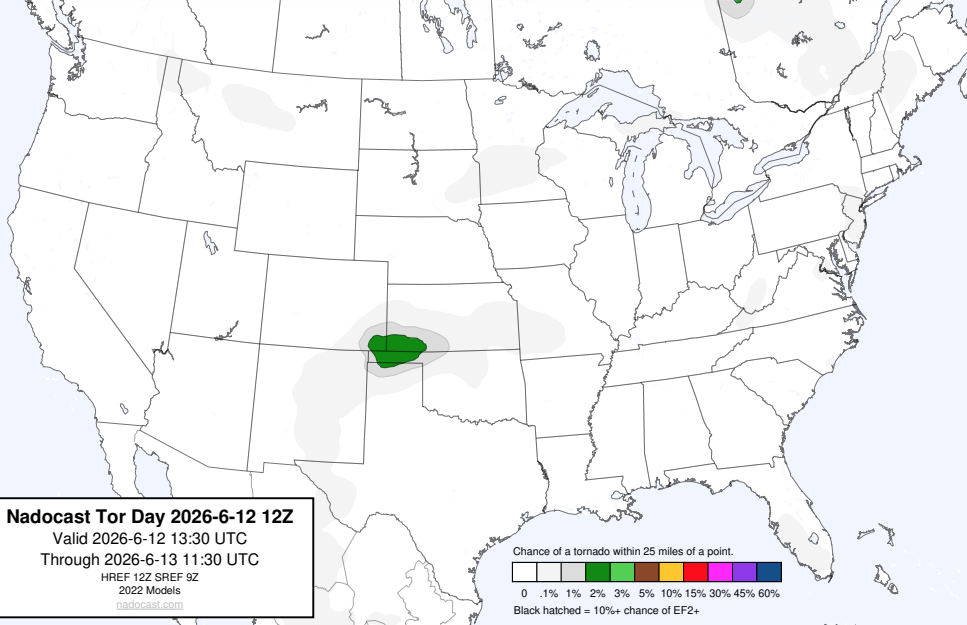 Nadocast Tor Day 2026-6-12 12Z
Valid 2026-6-12 13:30 UTC
Through 2026-6-13 11:30 UTC
HREF 12Z SREF 9Z
2022 Models
nadocast.com
Chance of a tornado within 25 miles of a point.
0 .1% 1% 2% 3% 5% 10% 15% 30% 45% 60%
Black hatched = 10%+ chance of EF2+